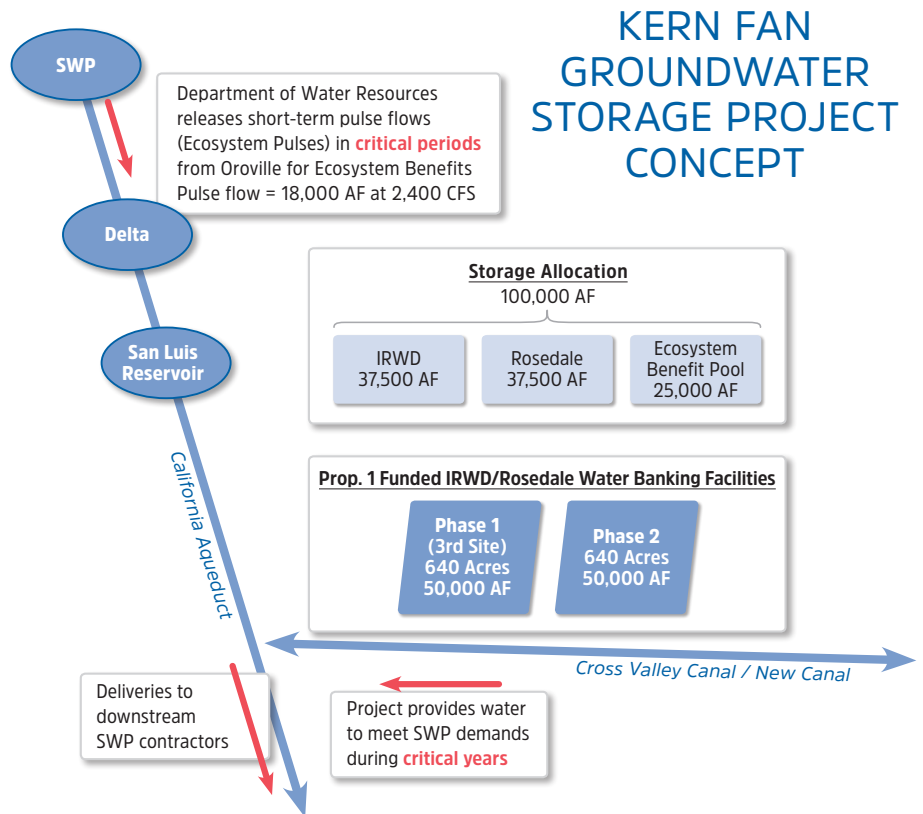 KERN FAN
GROUNDWATER
STORAGE PROJECT
CONCEPT
SWP
Department of Water Resources
releases short-term pulse flows
(Ecosystem Pulses) in critical periods
from Oroville for Ecosystem Benefits
Pulse flow = 18,000 AF at 2,400 CFS
Delta
San Luis
Reservoir
Storage Allocation
100,000 AF
IRWD
37,500 AF
Rosedale
37,500 AF
Ecosystem
Benefit Pool
25,000 AF
California Aqueduct
Prop. 1 Funded IRWD/Rosedale Water Banking Facilities
Phase 1
(3rd Site)
640 Acres
50,000 AF
Phase 2
640 Acres
50,000 AF
Cross Valley Canal / New Canal
Deliveries to
downstream
SWP contractors
Project provides water
to meet SWP demands
during critical years